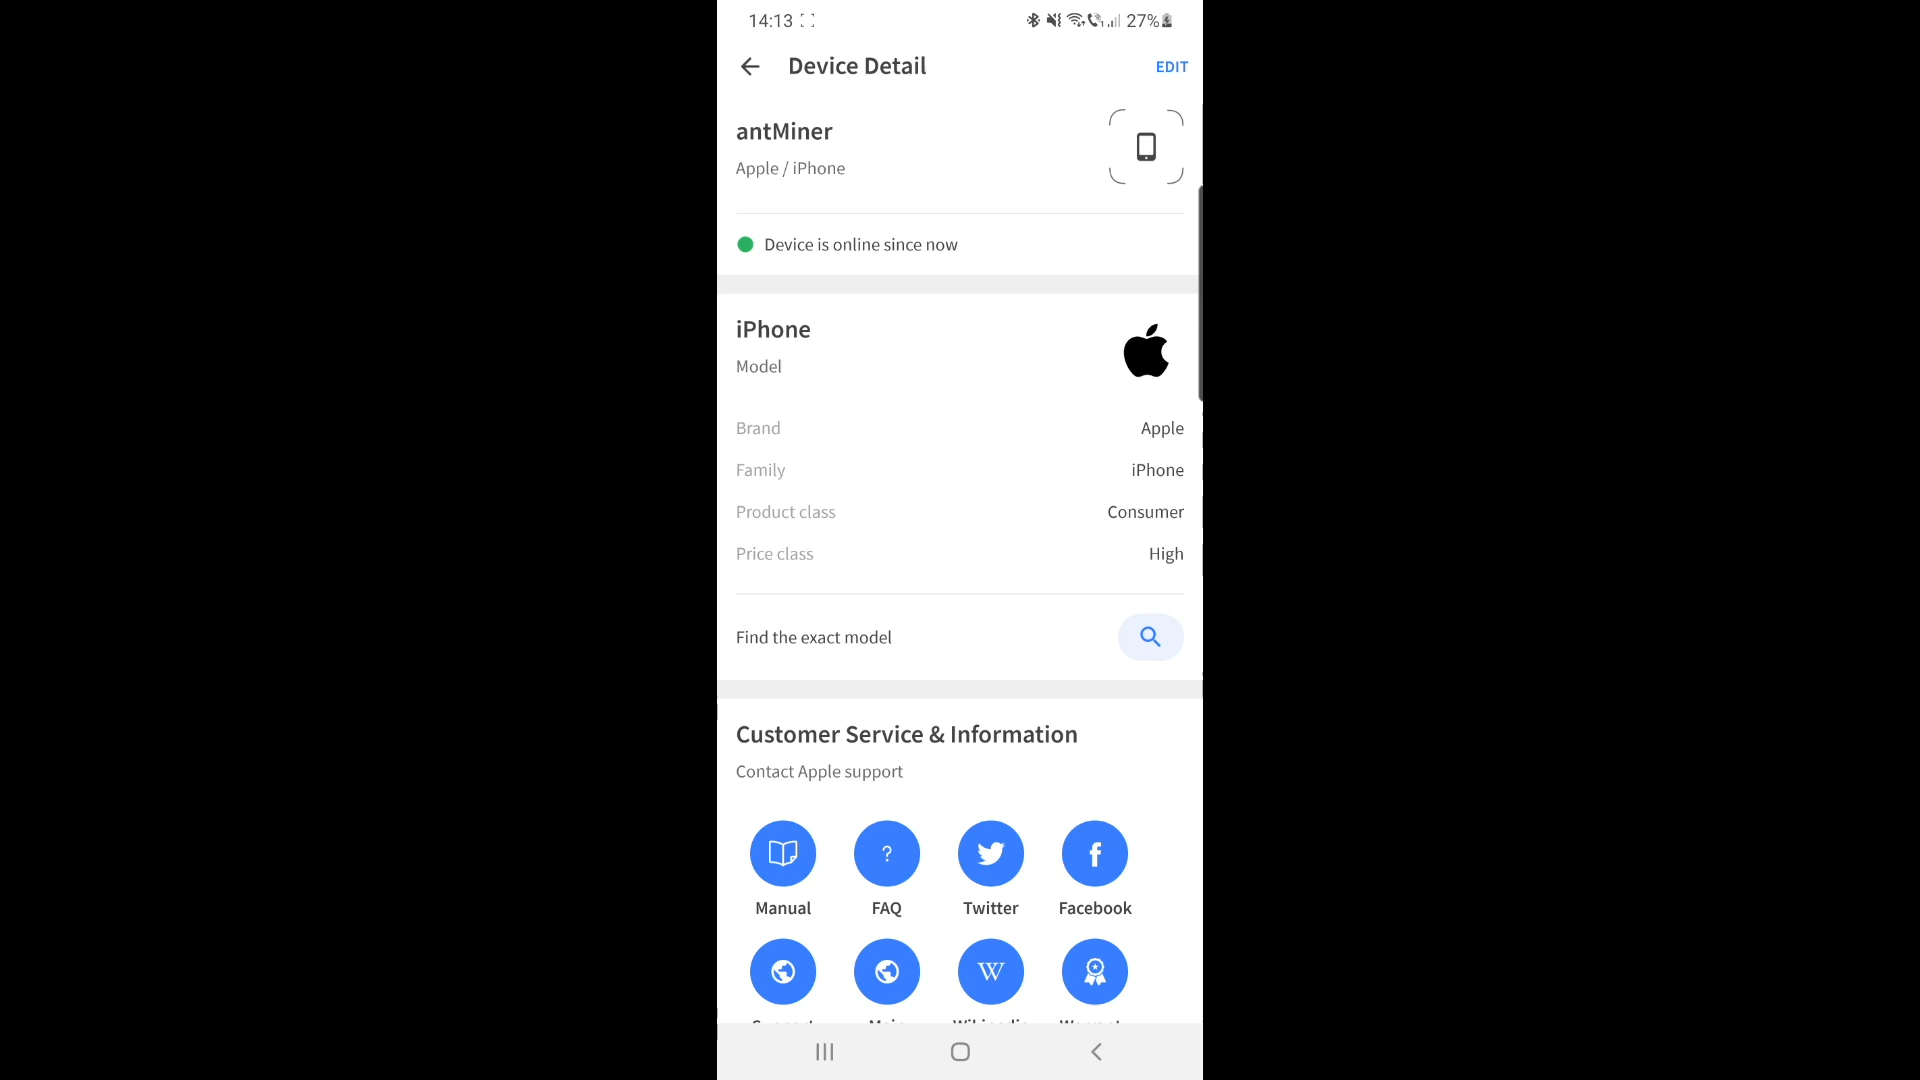 14:13 27%
Device Detail EDIT
antMiner
Apple / iPhone
Device is online since now
iPhone
Model
Brand Apple
Family iPhone
Product class Consumer
Price class High
Find the exact model
Customer Service & Information
Contact Apple support
Manual FAQ Twitter Facebook